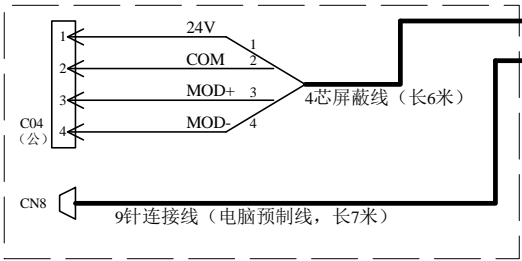 24V
1
1
COM
2
2
MOD+
3
3
4芯屏蔽线（长6米）
C04
（公）
MOD-
4
4
CN8
9针连接线（电脑预制线，长7米）